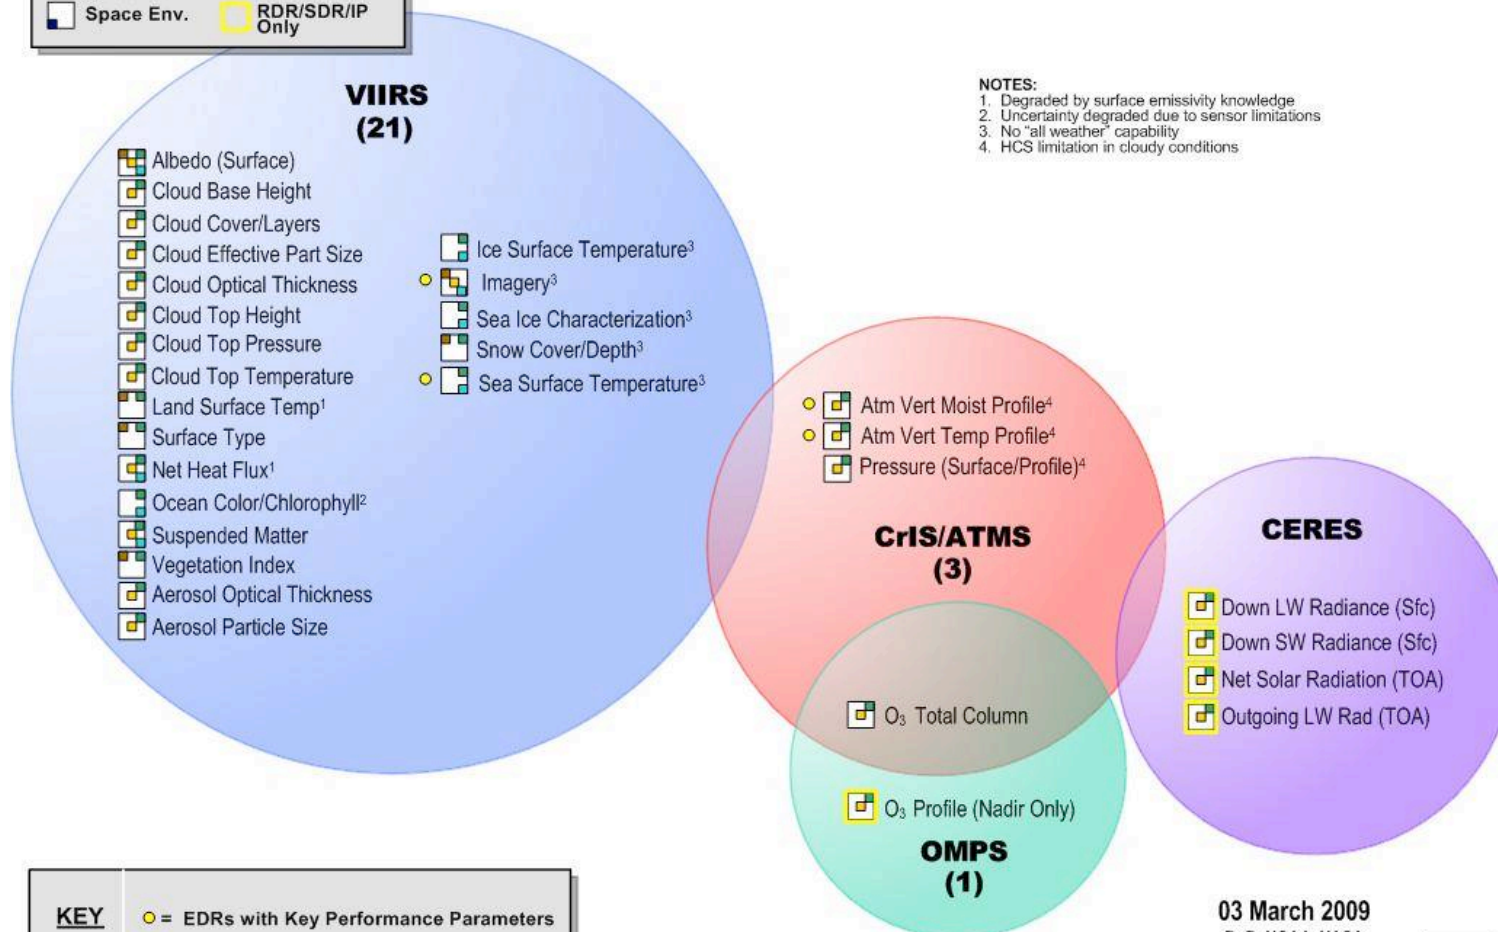 Space Env.
RDR/SDR/IP
Only
VIIRS
(21)
Albedo (Surface)
Cloud Base Height
Cloud Cover/Layers
Cloud Effective Part Size
Cloud Optical Thickness
Cloud Top Height
Cloud Top Pressure
Cloud Top Temperature
Land Surface Temp¹
Surface Type
Net Heat Flux¹
Ocean Color/Chlorophyll²
Suspended Matter
Vegetation Index
Aerosol Optical Thickness
Aerosol Particle Size
Ice Surface Temperature³
Imagery³
Sea Ice Characterization³
Snow Cover/Depth³
Sea Surface Temperature³
NOTES:
1. Degraded by surface emissivity knowledge
2. Uncertainty degraded due to sensor limitations
3. No "all weather" capability
4. HCS limitation in cloudy conditions
Atm Vert Moist Profile⁴
Atm Vert Temp Profile⁴
Pressure (Surface/Profile)⁴
CrIS/ATMS
(3)
O₃ Total Column
O₃ Profile (Nadir Only)
OMPS
(1)
CERES
Down LW Radiance (Sfc)
Down SW Radiance (Sfc)
Net Solar Radiation (TOA)
Outgoing LW Rad (TOA)
KEY
= EDRs with Key Performance Parameters
03 March 2009